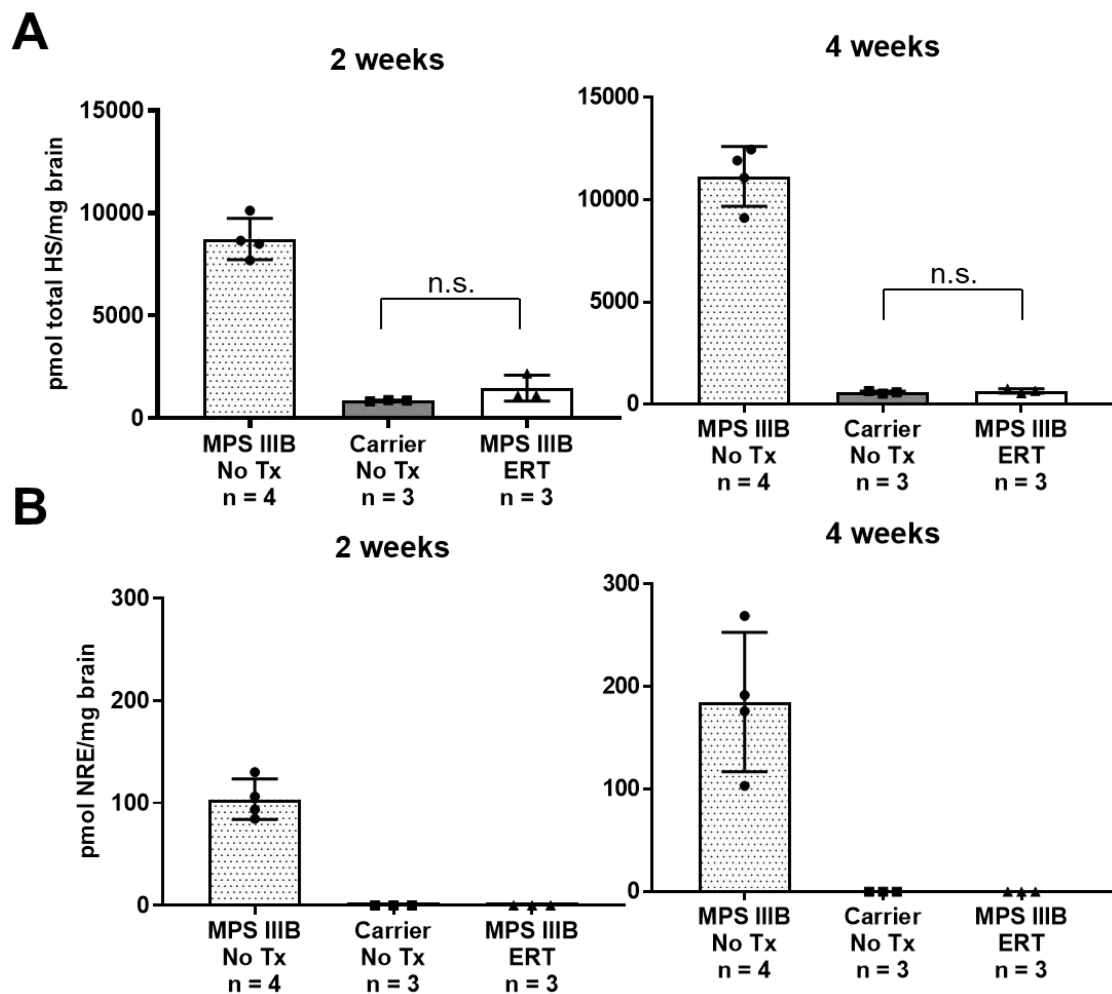 A
2 weeks
4 weeks
pmol total HS/mg brain
15000
10000
5000
0
n.s.
MPS IIIB
No Tx
n = 4
Carrier
No Tx
n = 3
MPS IIIB
ERT
n = 3
15000
10000
5000
0
n.s.
MPS IIIB
No Tx
n = 4
Carrier
No Tx
n = 3
MPS IIIB
ERT
n = 3
B
2 weeks
4 weeks
pmol NRE/mg brain
300
200
100
0
MPS IIIB
No Tx
n = 4
Carrier
No Tx
n = 3
MPS IIIB
ERT
n = 3
300
200
100
0
MPS IIIB
No Tx
n = 4
Carrier
No Tx
n = 3
MPS IIIB
ERT
n = 3